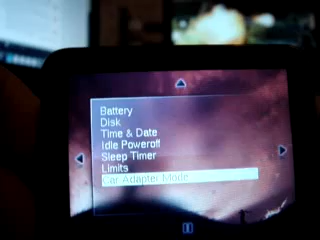 Battery
Disk
Time & Date
Idle Poweroff
Sleep Timer
Limits
Car Adapter Mode